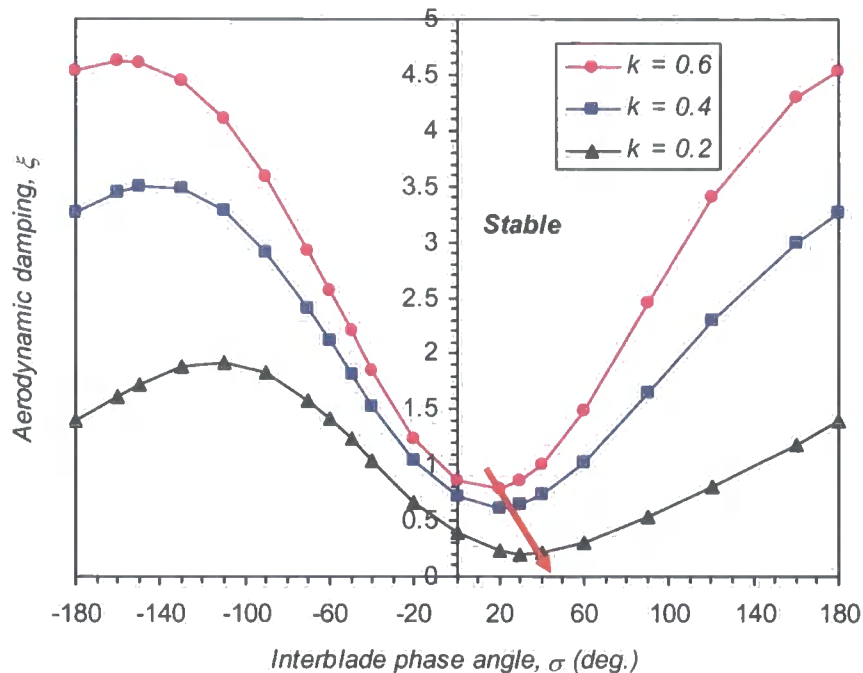 5
4.5
4
3.5
3
2.5
2
1.5
1
0.5
0
k = 0.6
k = 0.4
k = 0.2
Stable
Aerodynamic damping, ξ
-180 -140 -100 -60 -20 20 60 100 140 180
Interblade phase angle, σ (deg.)